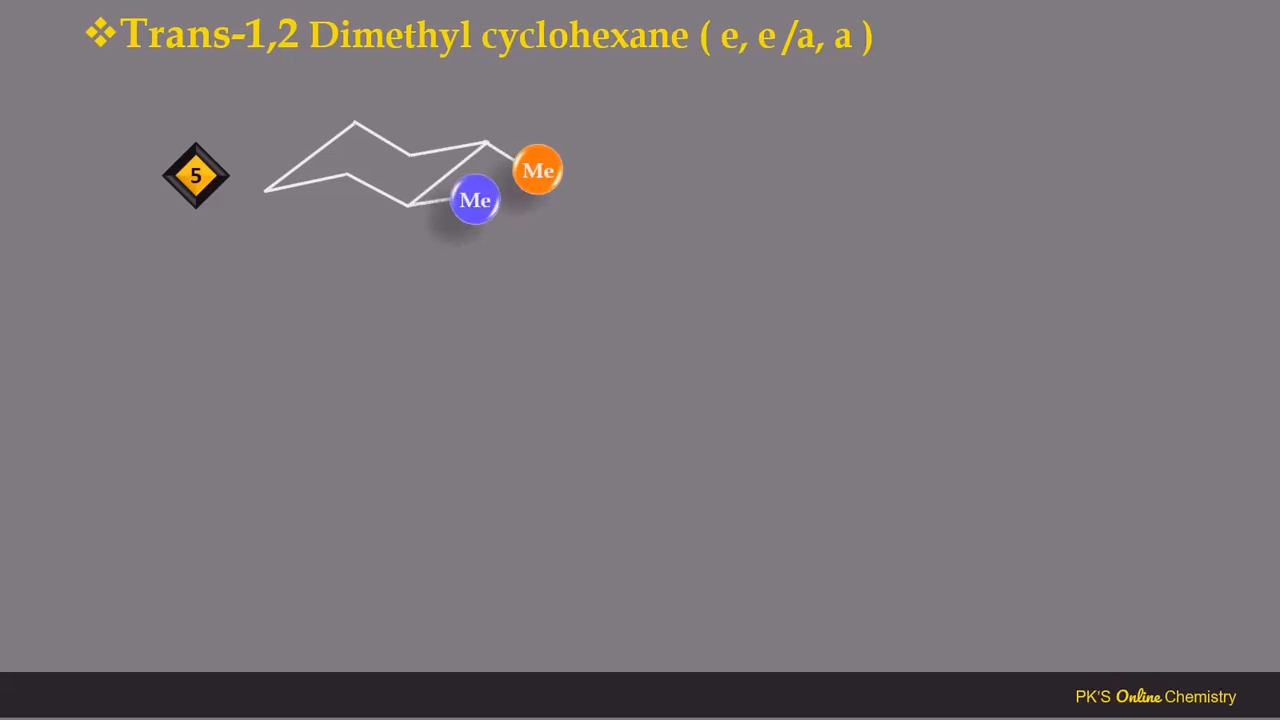 ❖Trans-1,2 Dimethyl cyclohexane ( e, e /a, a )
5
Me
Me
PK'S Online Chemistry